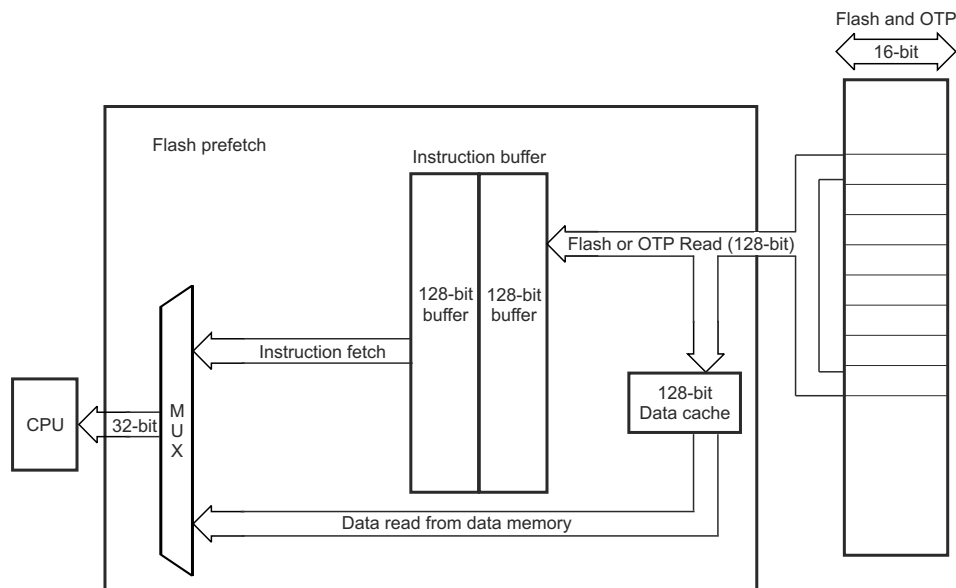 Flash and OTP
16-bit
Flash prefetch
Instruction buffer
Flash or OTP Read (128-bit)
128-bit
buffer
128-bit
buffer
Instruction fetch
128-bit
Data cache
CPU
32-bit
M
U
X
Data read from data memory